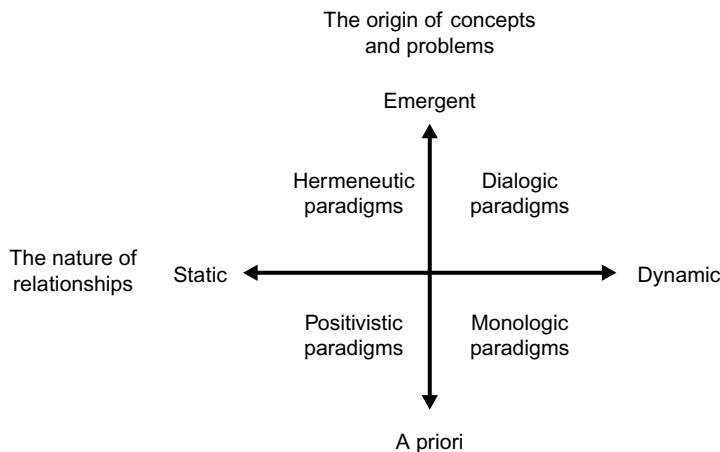 The origin of concepts
and problems
Emergent
Hermeneutic
paradigms
Dialogic
paradigms
The nature of
relationships
Static
Dynamic
Positivistic
paradigms
Monologic
paradigms
A priori